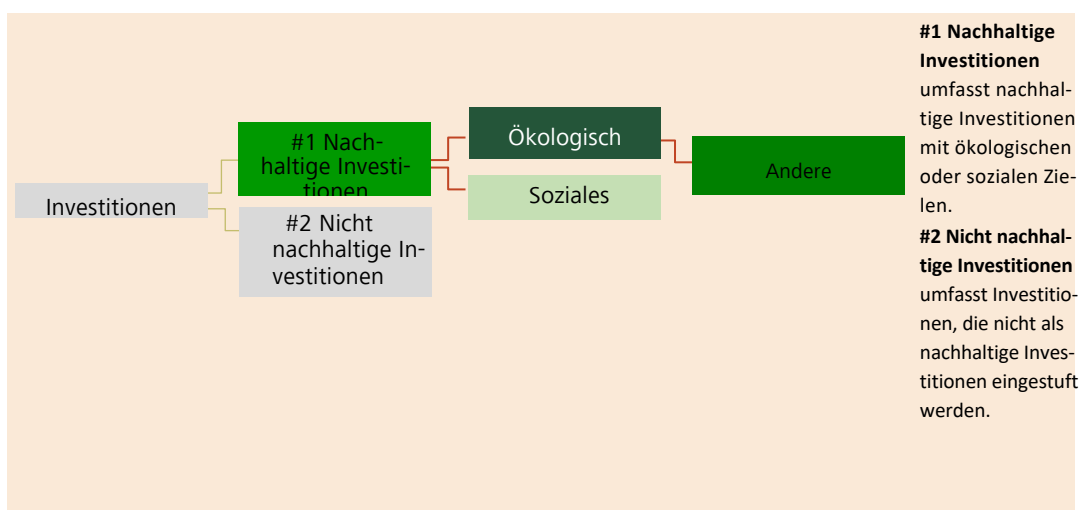 Investitionen
#1 Nach-
haltige Investi-
tionen
#2 Nicht
nachhaltige In-
vestitionen
Ökologisch
Soziales
Andere
#1 Nachhaltige
Investitionen
umfasst nachhal-
tige Investitionen
mit ökologischen
oder sozialen Zie-
len.
#2 Nicht nachhal-
tige Investitionen
umfasst Investitio-
nen, die nicht als
nachhaltige Inves-
titionen eingestuft
werden.